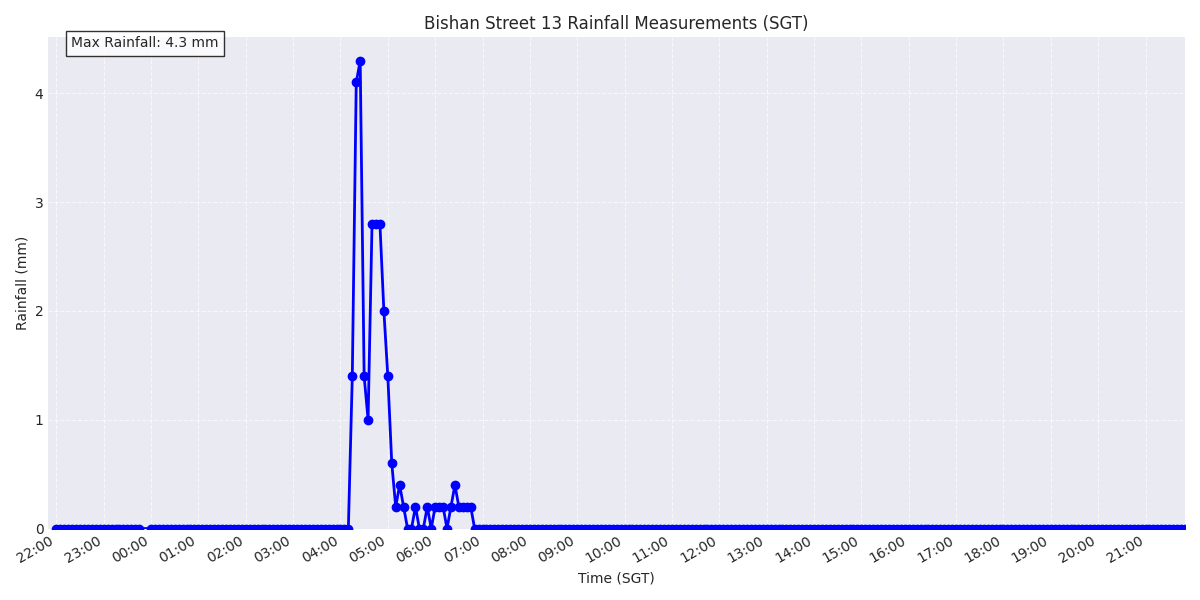 Bishan Street 13 Rainfall Measurements (SGT)
Max Rainfall: 4.3 mm
Rainfall (mm)
4
3
2
1
0
22:00 23:00 00:00 01:00 02:00 03:00 04:00 05:00 06:00 07:00 08:00 09:00 10:00 11:00 12:00 13:00 14:00 15:00 16:00 17:00 18:00 19:00 20:00 21:00
Time (SGT)